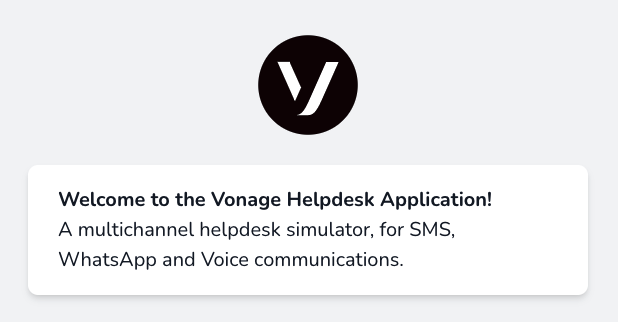 Welcome to the Vonage Helpdesk Application!
A multichannel helpdesk simulator, for SMS,
WhatsApp and Voice communications.